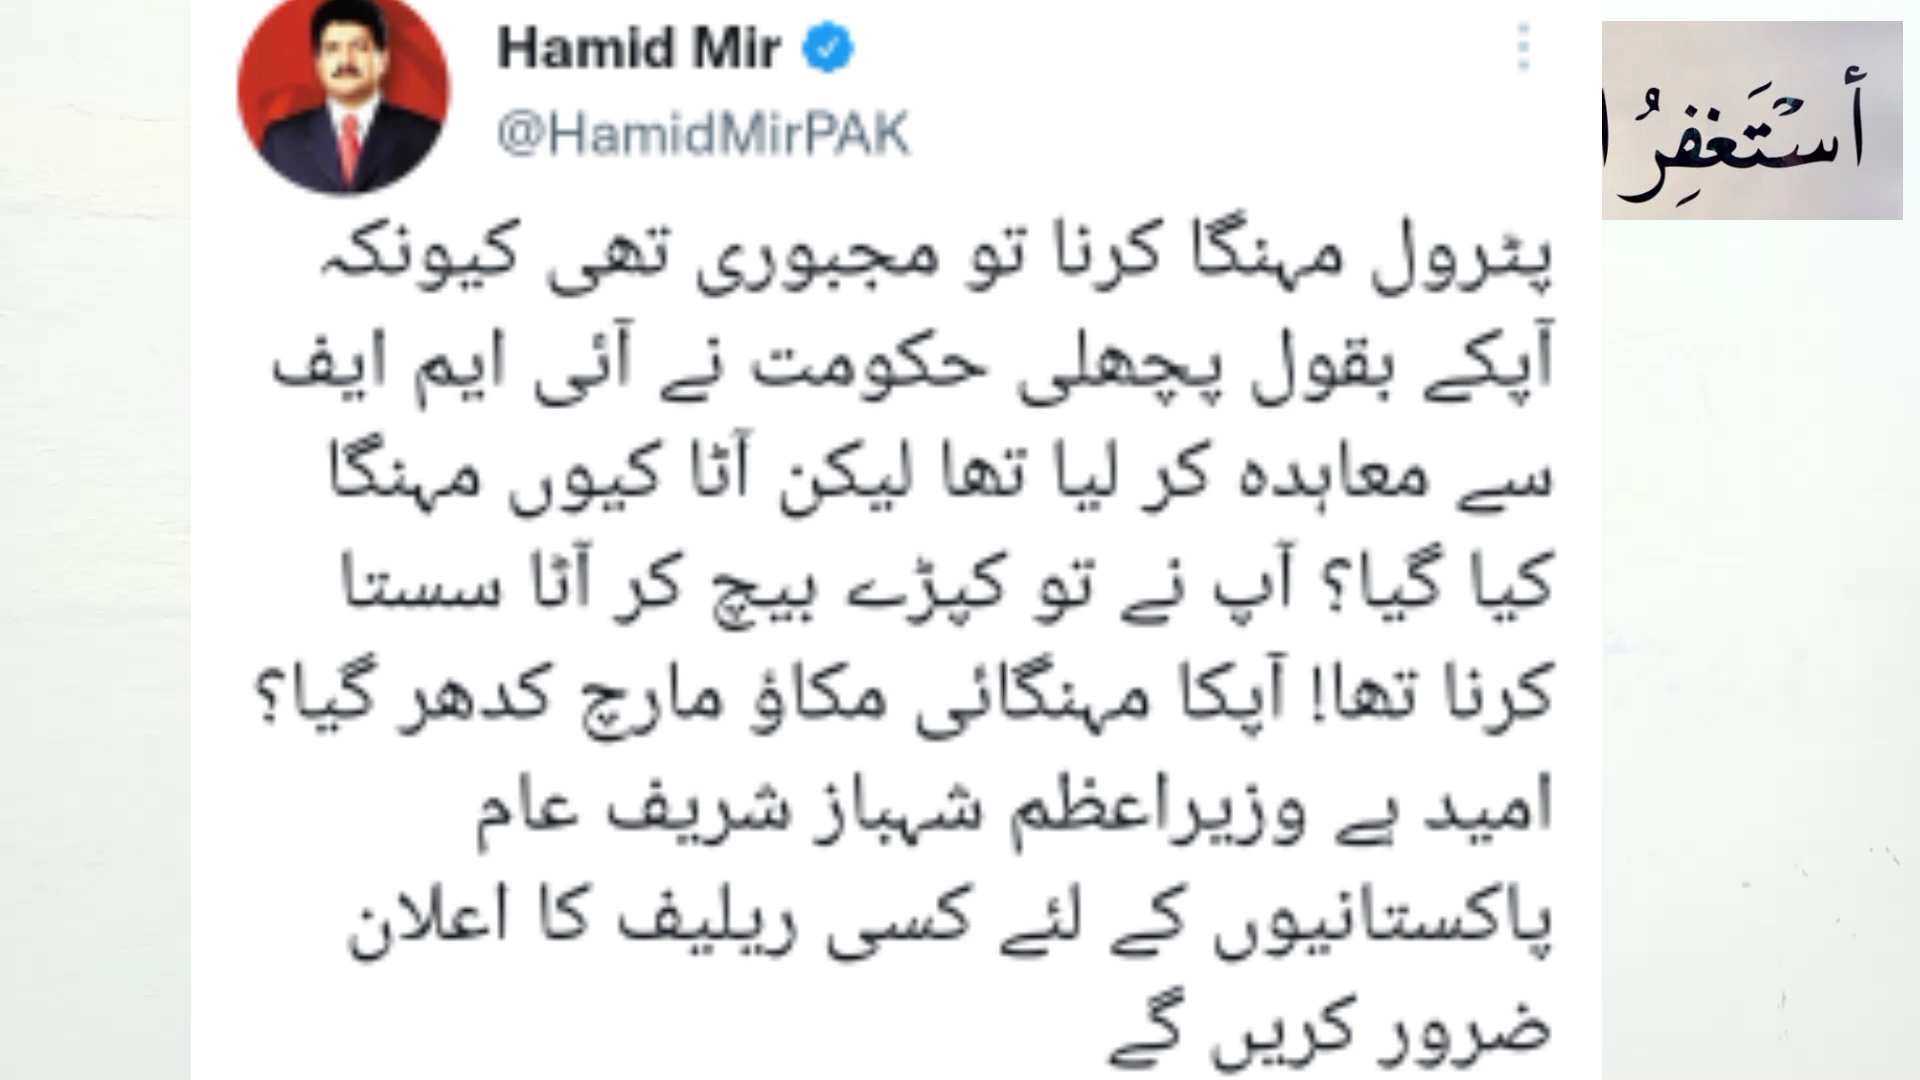 Hamid Mir
@HamidMirPAK
أَسْتَغْفِرُ ا
پٹرول مہنگا کرنا تو مجبوری تھی کیونکہ
آپکے بقول پچھلی حکومت نے آئی ایم ایف
سے معاہدہ کر لیا تھا لیکن آٹا کیوں مہنگا
کیا گیا؟ آپ نے تو کپڑے بیچ کر آٹا سستا
کرنا تھا! آپکا مہنگائی مکاؤ مارچ کدھر گیا؟
امید ہے وزیراعظم شہباز شریف عام
پاکستانیوں کے لئے کسی ریلیف کا اعلان
ضرور کریں گے